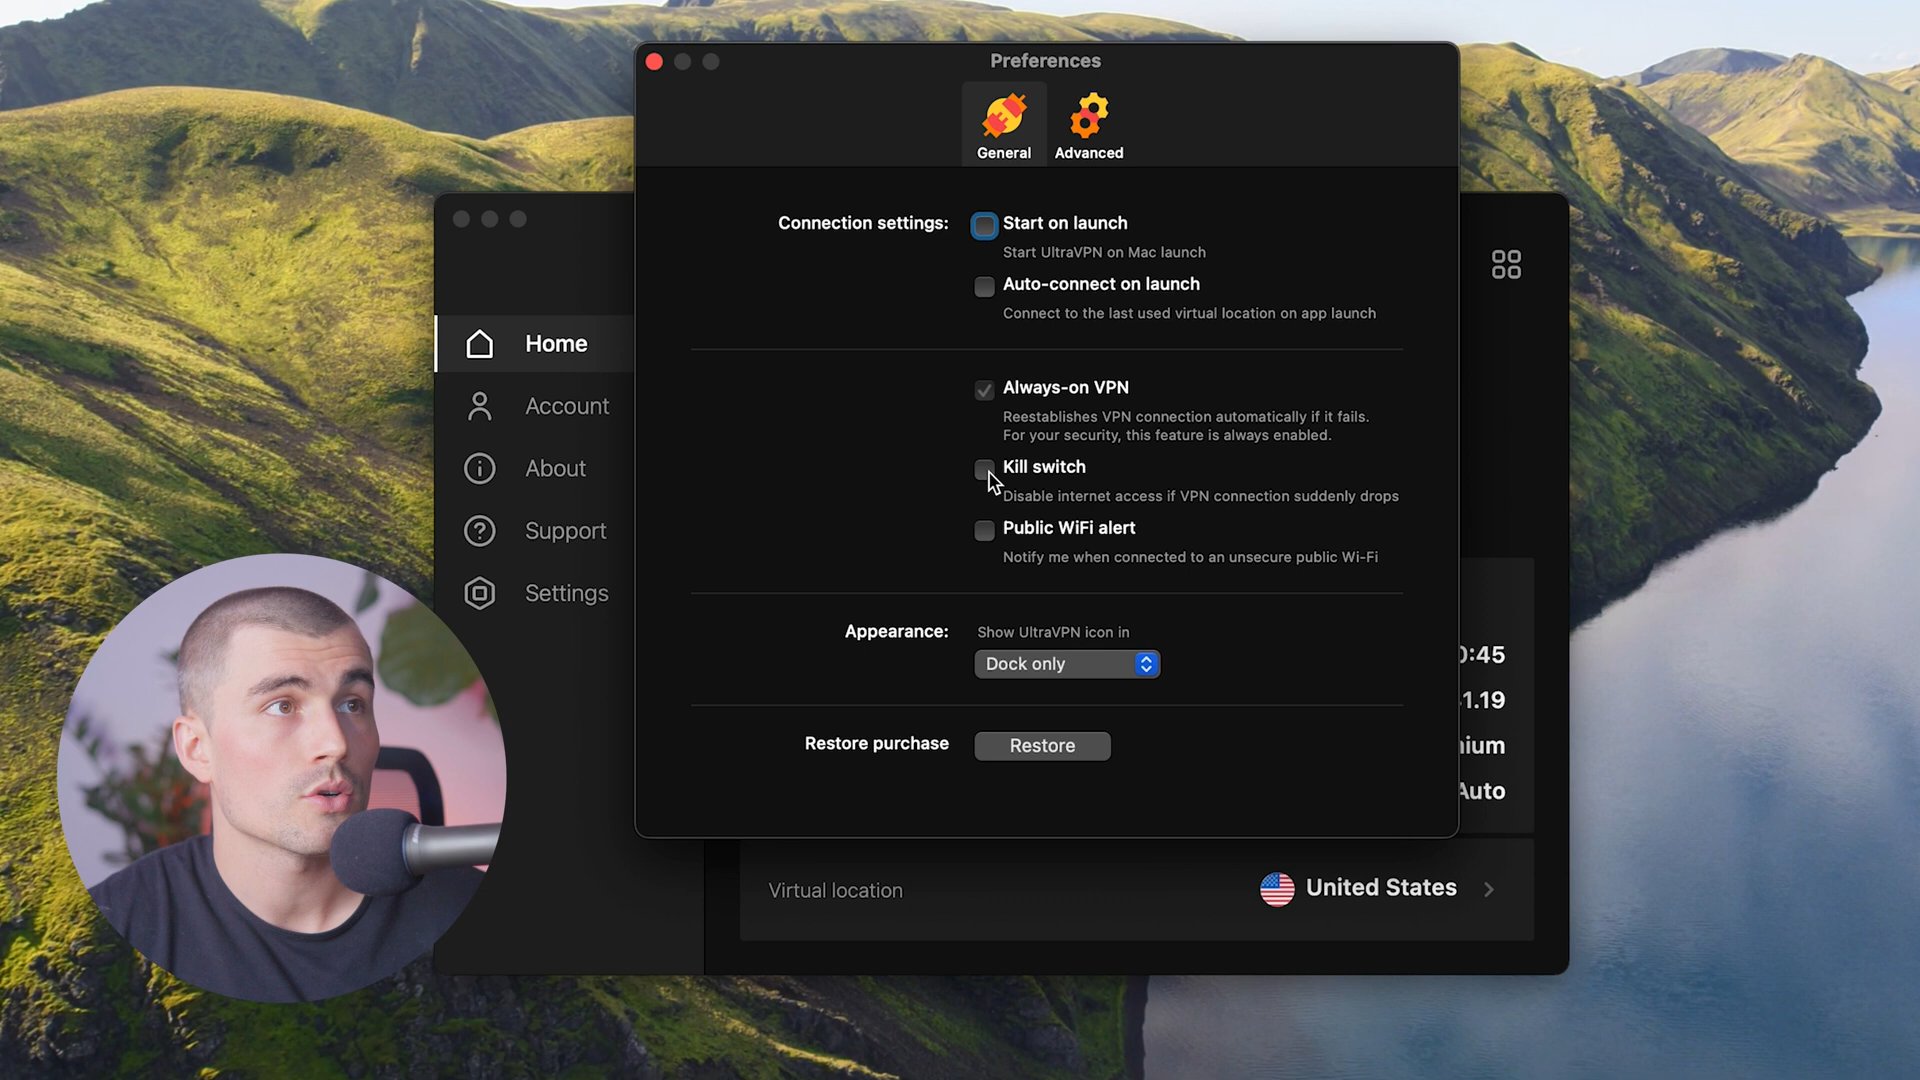 Preferences
General
Advanced
Connection settings:
Start on launch
Start UltraVPN on Mac launch
Auto-connect on launch
Connect to the last used virtual location on app launch
Always-on VPN
Reestablishes VPN connection automatically if it fails.
For your security, this feature is always enabled.
Kill switch
Disable internet access if VPN connection suddenly drops
Public WiFi alert
Notify me when connected to an unsecure public Wi-Fi
Appearance:
Show UltraVPN icon in
Dock only
Restore purchase
Restore
Home
Account
About
Support
Settings
:45
1.19
ium
Auto
Virtual location
United States